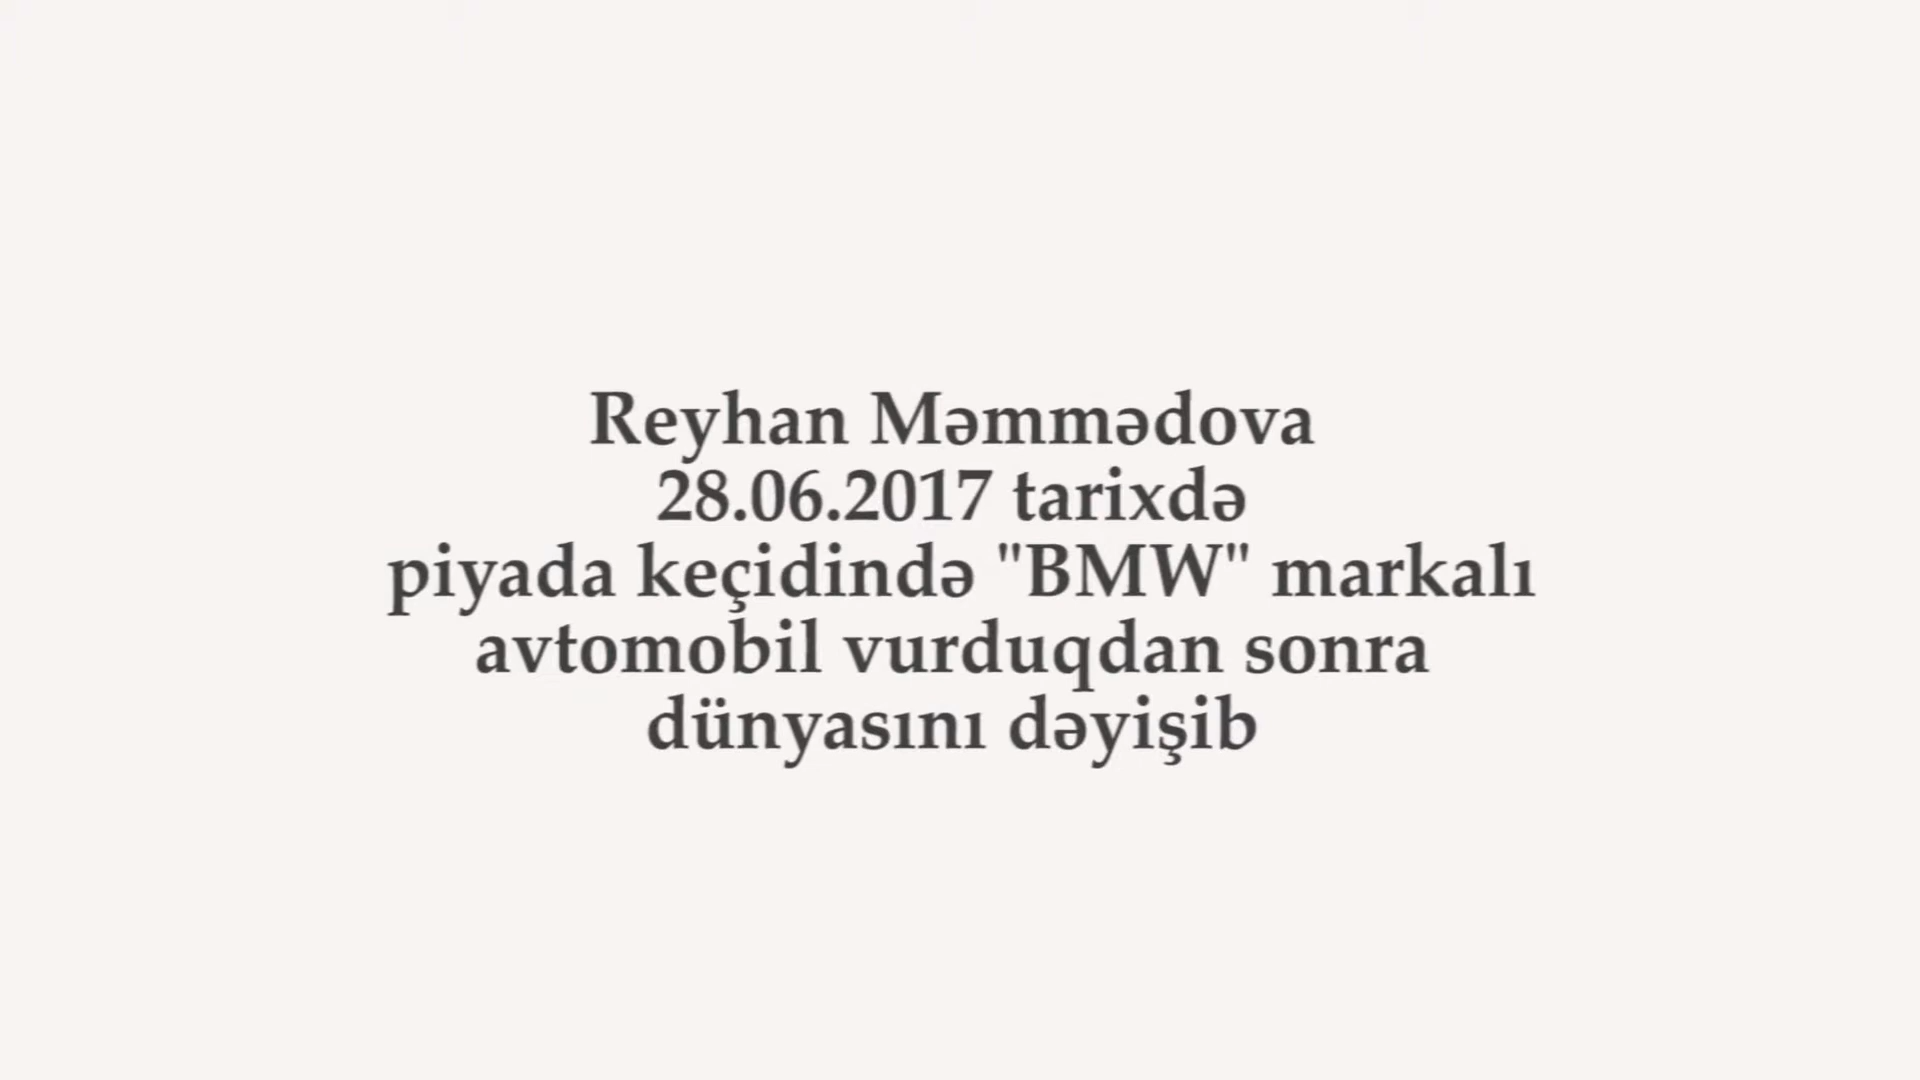 Reyhan Məmmədova
28.06.2017 tarixdə
piyada keçidində "BMW" markalı
avtomobil vurduqdan sonra
dünyasını dəyişib